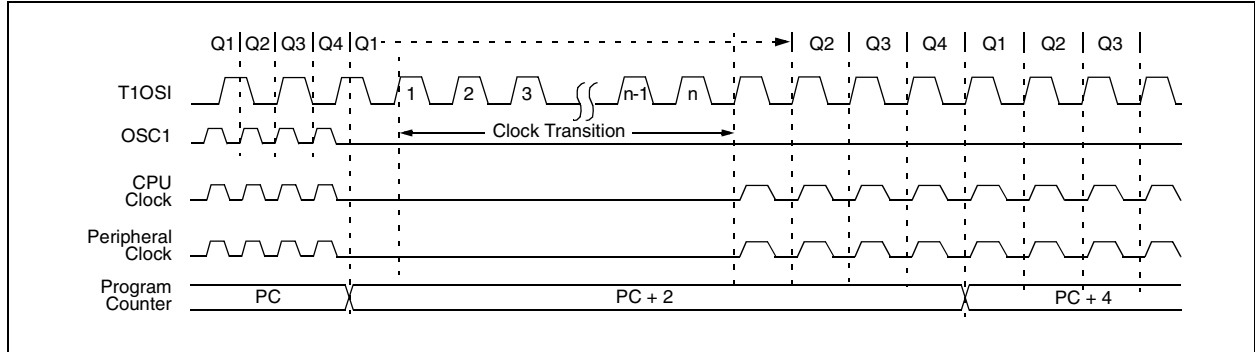 Q1 Q2 Q3 Q4 Q1 Q2 Q3 Q4 Q1 Q2 Q3
T1OSI 1 2 3 n-1 n
OSC1 Clock Transition
CPU
Clock
Peripheral
Clock
Program
Counter PC PC + 2 PC + 4